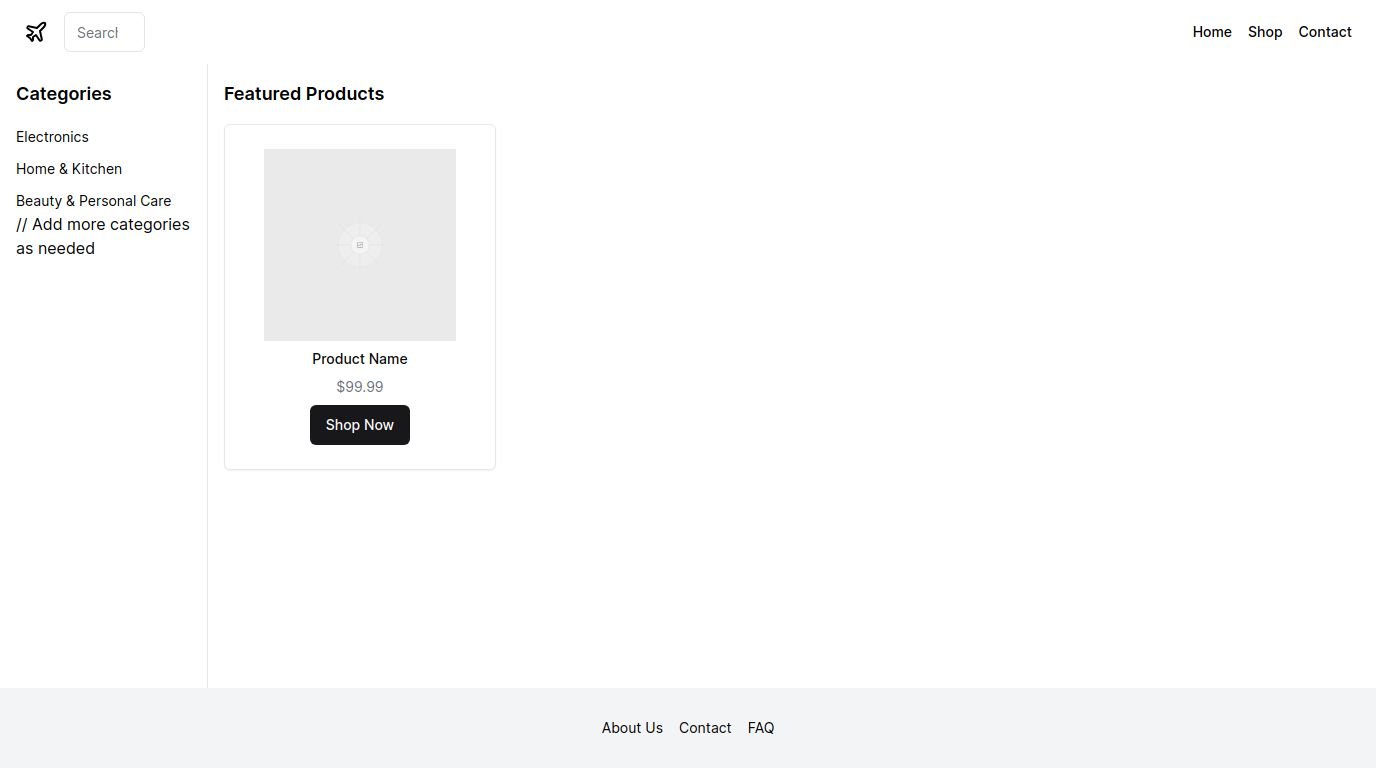 Search
Home Shop Contact
Categories
Electronics
Home & Kitchen
Beauty & Personal Care
// Add more categories
as needed
Featured Products
Product Name
$99.99
Shop Now
About Us Contact FAQ